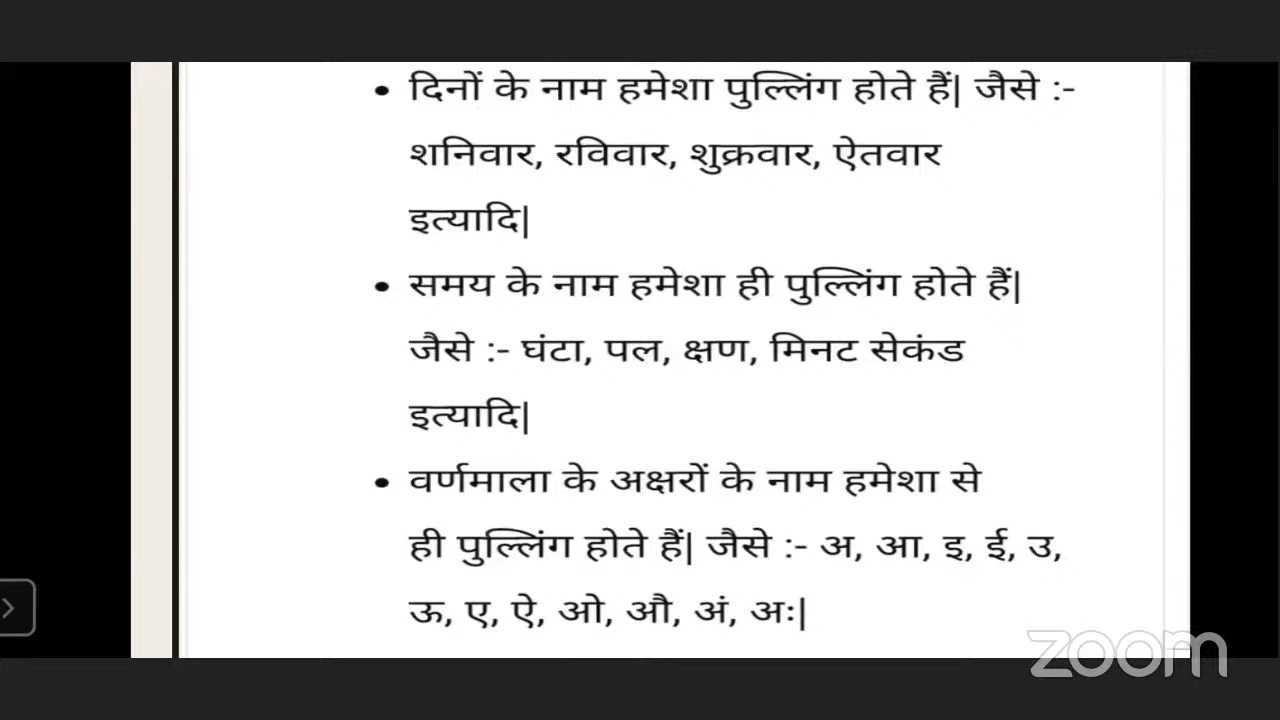 • दिनों के नाम हमेशा पुल्लिंग होते हैं| जैसे :-
शनिवार, रविवार, शुक्रवार, ऐतवार
इत्यादि|
• समय के नाम हमेशा ही पुल्लिंग होते हैं|
जैसे :- घंटा, पल, क्षण, मिनट सेकंड
इत्यादि|
• वर्णमाला के अक्षरों के नाम हमेशा से
ही पुल्लिंग होते हैं| जैसे :- अ, आ, इ, ई, उ,
ऊ, ए, ऐ, ओ, औ, अं, अः|
zoom